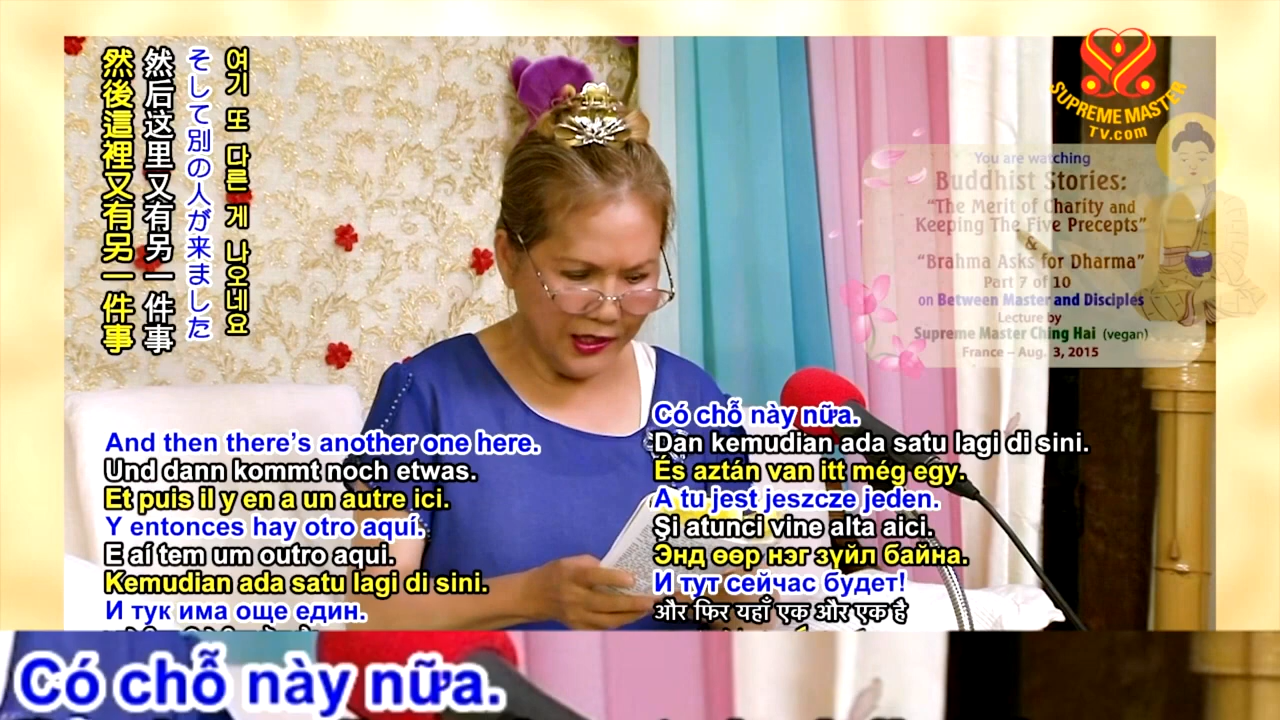 然後這裡又有另一件事
然后这里又有另一件事
そして別の人が来ました
여기 또 다른 게 나오네요
SUPREME MASTER
TV.com
You are watching
Buddhist Stories:
“The Merit of Charity and
Keeping The Five Precepts”
&
“Brahma Asks for Dharma”
Part 7 of 10
on Between Master and Disciples
Lecture by
Supreme Master Ching Hai (vegan)
France – Aug. 3, 2015
And then there’s another one here.
Und dann kommt noch etwas.
Et puis il y en a un autre ici.
Y entonces hay otro aquí.
E aí tem um outro aqui.
Kemudian ada satu lagi di sini.
И тук има още един.
Có chỗ này nữa.
Dan kemudian ada satu lagi di sini.
És aztán van itt még egy.
A tu jest jeszcze jeden.
Și atunci vine alta aici.
Энд өөр нэг зүйл байна.
И тут сейчас будет!
और फिर यहाँ एक और एक है
Có chỗ này nữa.